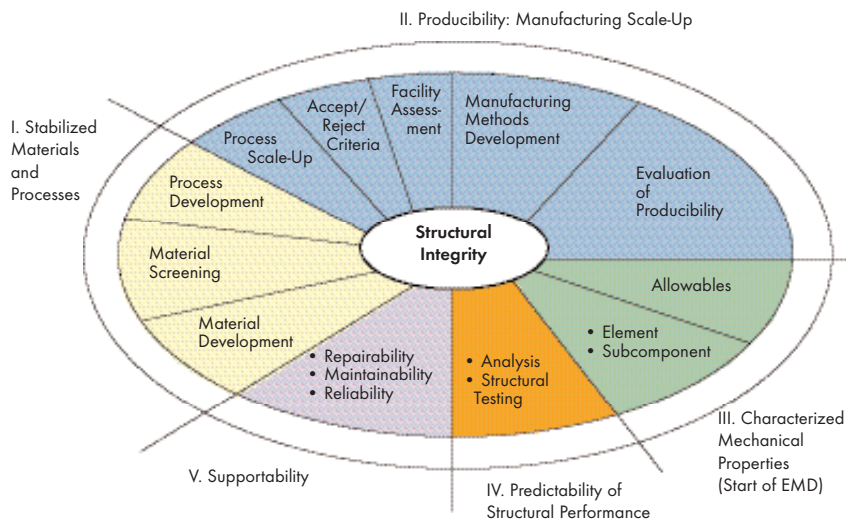 II. Producibility: Manufacturing Scale-Up
I. Stabilized
Materials
and
Processes
Process
Scale-Up
Accept/
Reject
Criteria
Facility
Assess-
ment
Manufacturing
Methods
Development
Evaluation
of
Producibility
Process
Development
Material
Screening
Material
Development
Structural
Integrity
Allowables
• Element
• Subcomponent
• Repairability
• Maintainability
• Reliability
• Analysis
• Structural
Testing
III. Characterized
Mechanical
Properties
(Start of EMD)
V. Supportability
IV. Predictability of
Structural Performance